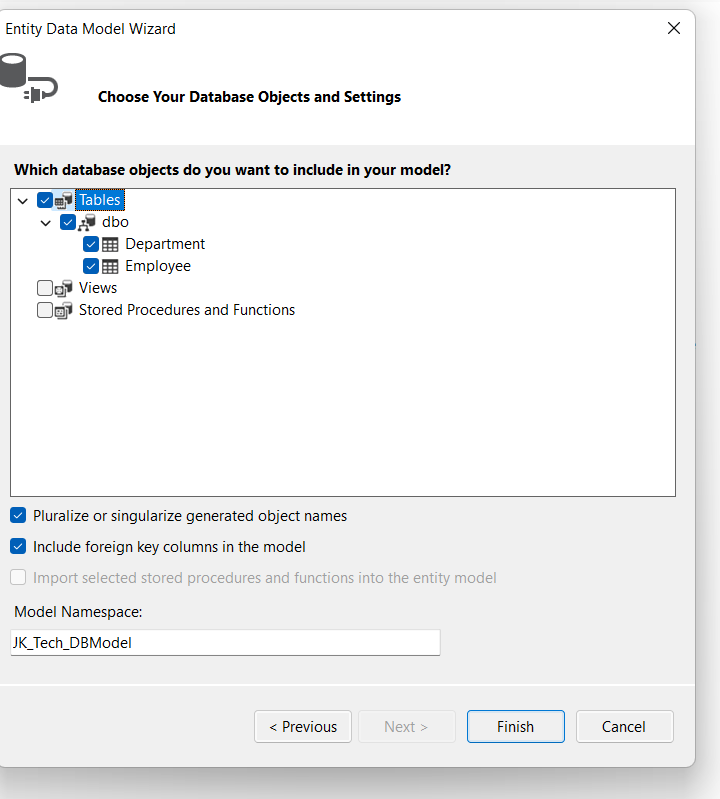 Entity Data Model Wizard
Choose Your Database Objects and Settings
Which database objects do you want to include in your model?
Tables
dbo
Department
Employee
Views
Stored Procedures and Functions
Pluralize or singularize generated object names
Include foreign key columns in the model
Import selected stored procedures and functions into the entity model
Model Namespace:
JK_Tech_DBModel
< Previous Next > Finish Cancel